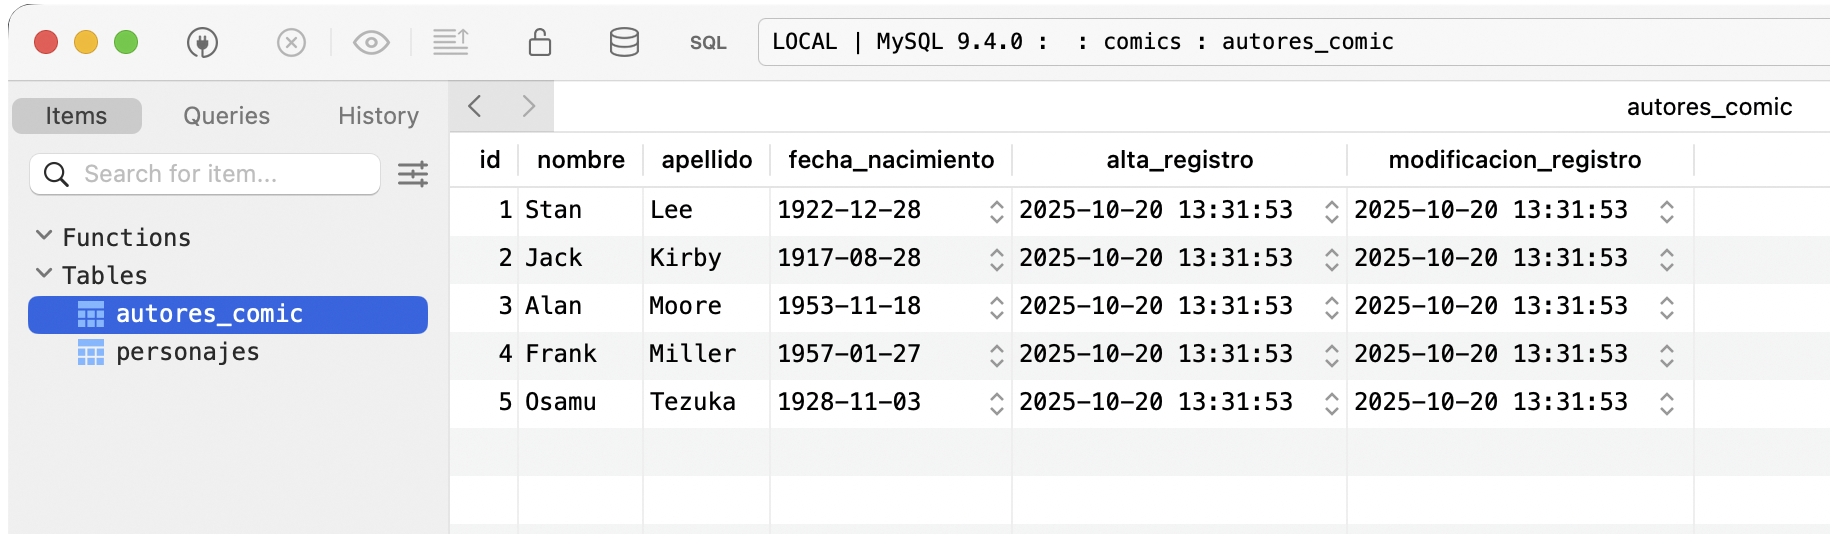 SQL LOCAL | MySQL 9.4.0 :  : comics : autores_comic
Items Queries History
autores_comic
Search for item...
Functions
Tables
autores_comic
personajes
id nombre apellido fecha_nacimiento alta_registro modificacion_registro
1 Stan Lee 1922-12-28 2025-10-20 13:31:53 2025-10-20 13:31:53
2 Jack Kirby 1917-08-28 2025-10-20 13:31:53 2025-10-20 13:31:53
3 Alan Moore 1953-11-18 2025-10-20 13:31:53 2025-10-20 13:31:53
4 Frank Miller 1957-01-27 2025-10-20 13:31:53 2025-10-20 13:31:53
5 Osamu Tezuka 1928-11-03 2025-10-20 13:31:53 2025-10-20 13:31:53